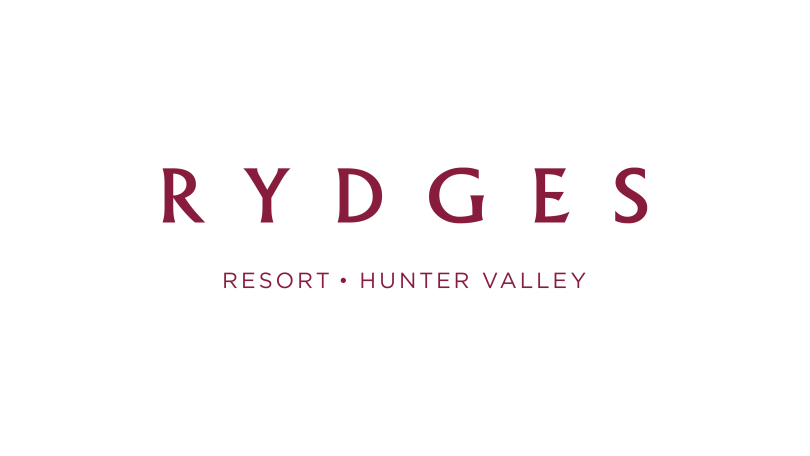 RYDGES
RESORT • HUNTER VALLEY